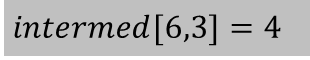 intermed[6,3] = 4